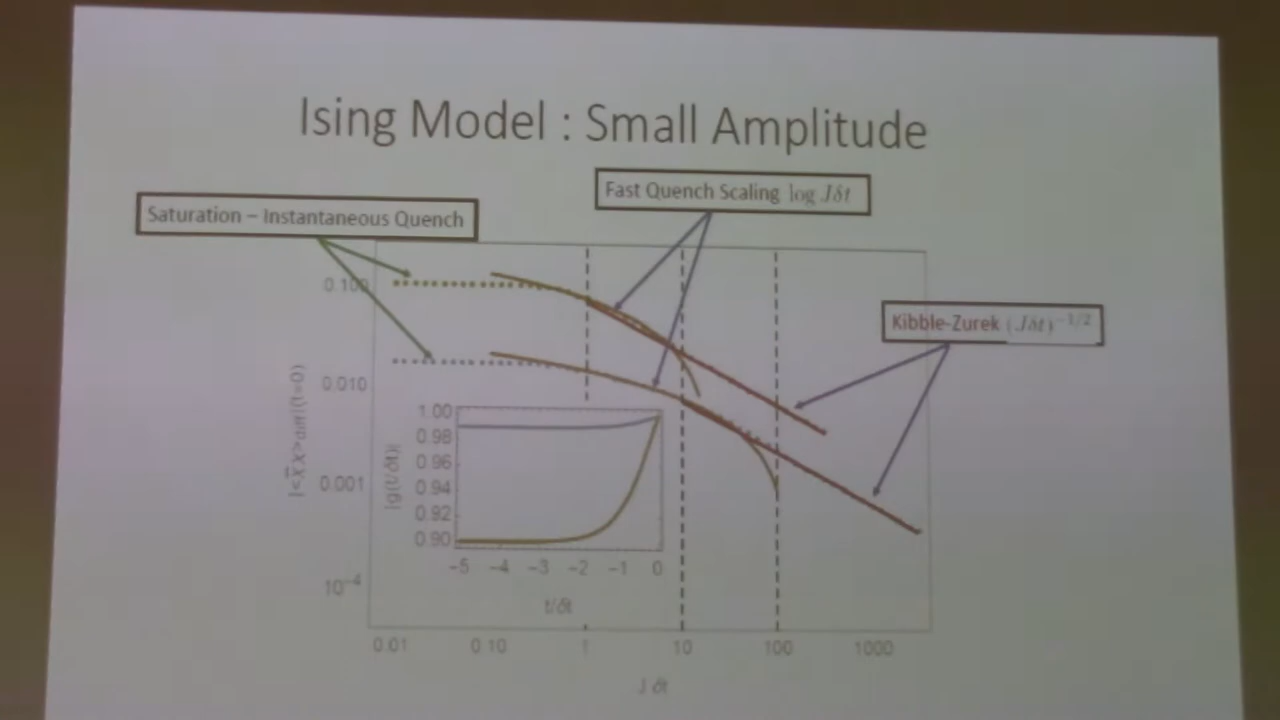 Ising Model : Small Amplitude
Fast Quench Scaling log Jδt
Saturation – Instantaneous Quench
Kibble-Zurek (Jδt)^{-1/2}
0.100
0.010
0.001
10^{-4}
|<χ̄χ>diff|(t=0)
1.00
0.98
0.96
0.94
0.92
0.90
|g(t/δt)|
-5 -4 -3 -2 -1 0
t/δt
0.01 0.10 1 10 100 1000
J δt